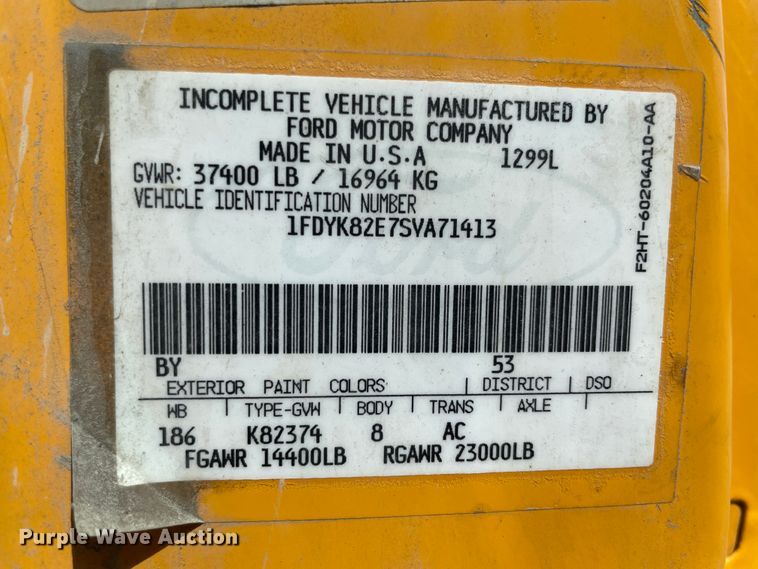 INCOMPLETE VEHICLE MANUFACTURED BY
FORD MOTOR COMPANY
MADE IN U.S.A 1299L
GVWR: 37400 LB / 16964 KG
VEHICLE IDENTIFICATION NUMBER
1FDYK82E7SVA71413
F2HT-60204A10-AA
BY 53
EXTERIOR PAINT COLORS DISTRICT DSO
WB TYPE-GVW BODY TRANS AXLE
186 K82374 8 AC
FGAWR 14400LB RGAWR 23000LB
Ford
Purple Wave Auction